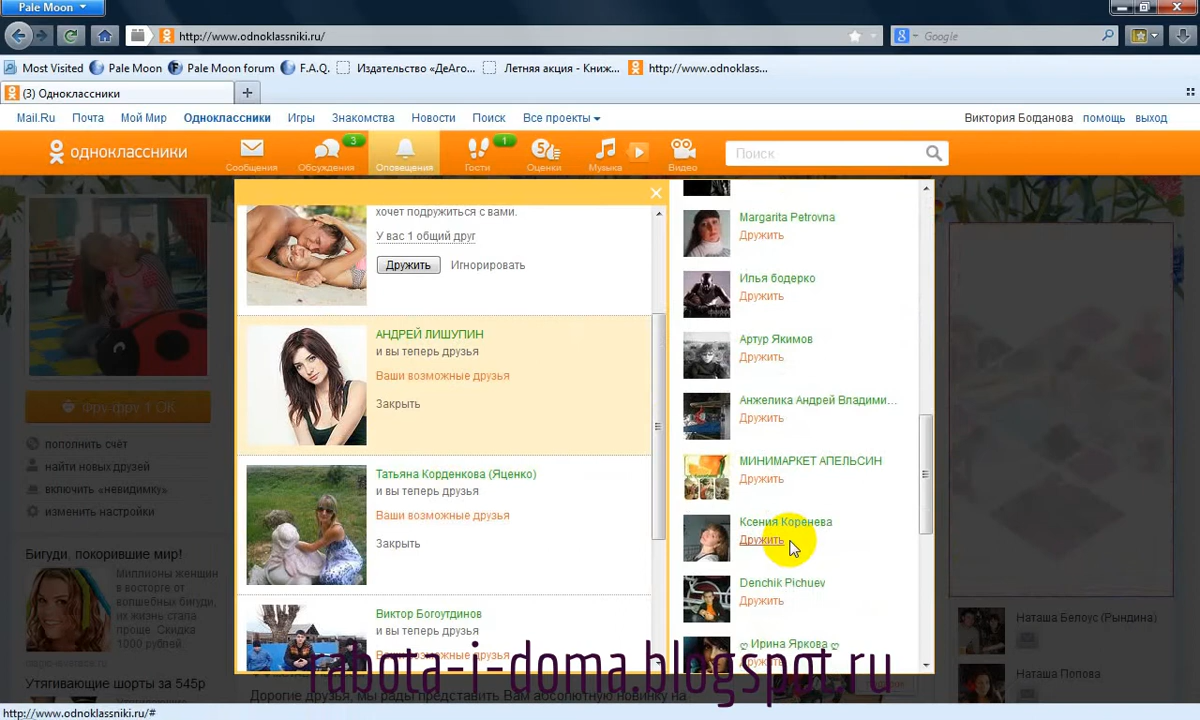 Pale Moon
http://www.odnoklassniki.ru/
Google
Most Visited Pale Moon Pale Moon forum F.A.Q. Издательство «ДеАго... Летняя акция - Книж... http://www.odnoklass...
(3) Одноклассники
Mail.Ru Почта Мой Мир Одноклассники Игры Знакомства Новости Поиск Все проекты Виктория Богданова помощь выход
одноклассники
3 1 5
Сообщения Обсуждения Оповещения Гости Оценки Музыка Видео
Поиск
Фру-фру 1 ОК
пополнить счёт
найти новых друзей
включить «невидимку»
изменить настройки
Бигуди, покорившие мир!
Миллионы женщин
в восторге от
волшебных бигуди,
их жизнь стала
проще. Скидка
1000 рублей.
Утягивающие шорты за 545р
хочет подружиться с вами.
У вас 1 общий друг
Дружить Игнорировать
АНДРЕЙ ЛИШУПИН
и вы теперь друзья
Ваши возможные друзья
Закрыть
Татьяна Корденкова (Яценко)
и вы теперь друзья
Ваши возможные друзья
Закрыть
Виктор Богоутдинов
и вы теперь друзья
Margarita Petrovna
Дружить
Илья бодерко
Дружить
Артур Якимов
Дружить
Анжелика Андрей Владими...
Дружить
МИНИМАРКЕТ АПЕЛЬСИН
Дружить
Ксения Коренева
Дружить
Denchik Pichuev
Дружить
ღ Ирина Яркова ღ
Дружить
Наташа Белоус (Рындина)
Наташа Попова
rabota-i-doma.blogspot.ru
Дорогие друзья, мы рады представить Вам абсолютную новинку на
http://www.odnoklassniki.ru/#